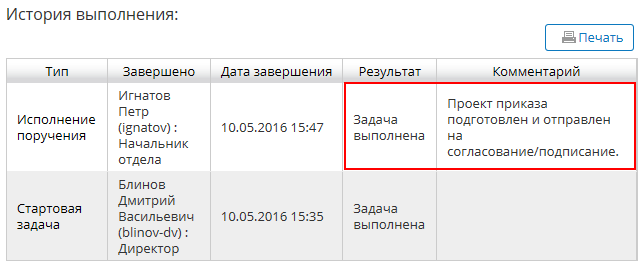 История выполнения:
Печать
Тип Завершено Дата завершения Результат Комментарий
Исполнение
поручения
Игнатов
Петр
(ignatov) :
Начальник
отдела
10.05.2016 15:47
Задача
выполнена
Проект приказа
подготовлен и отправлен
на
согласование/подписание.
Стартовая
задача
Блинов
Дмитрий
Васильевич
(blinov-dv) :
Директор
10.05.2016 15:35
Задача
выполнена